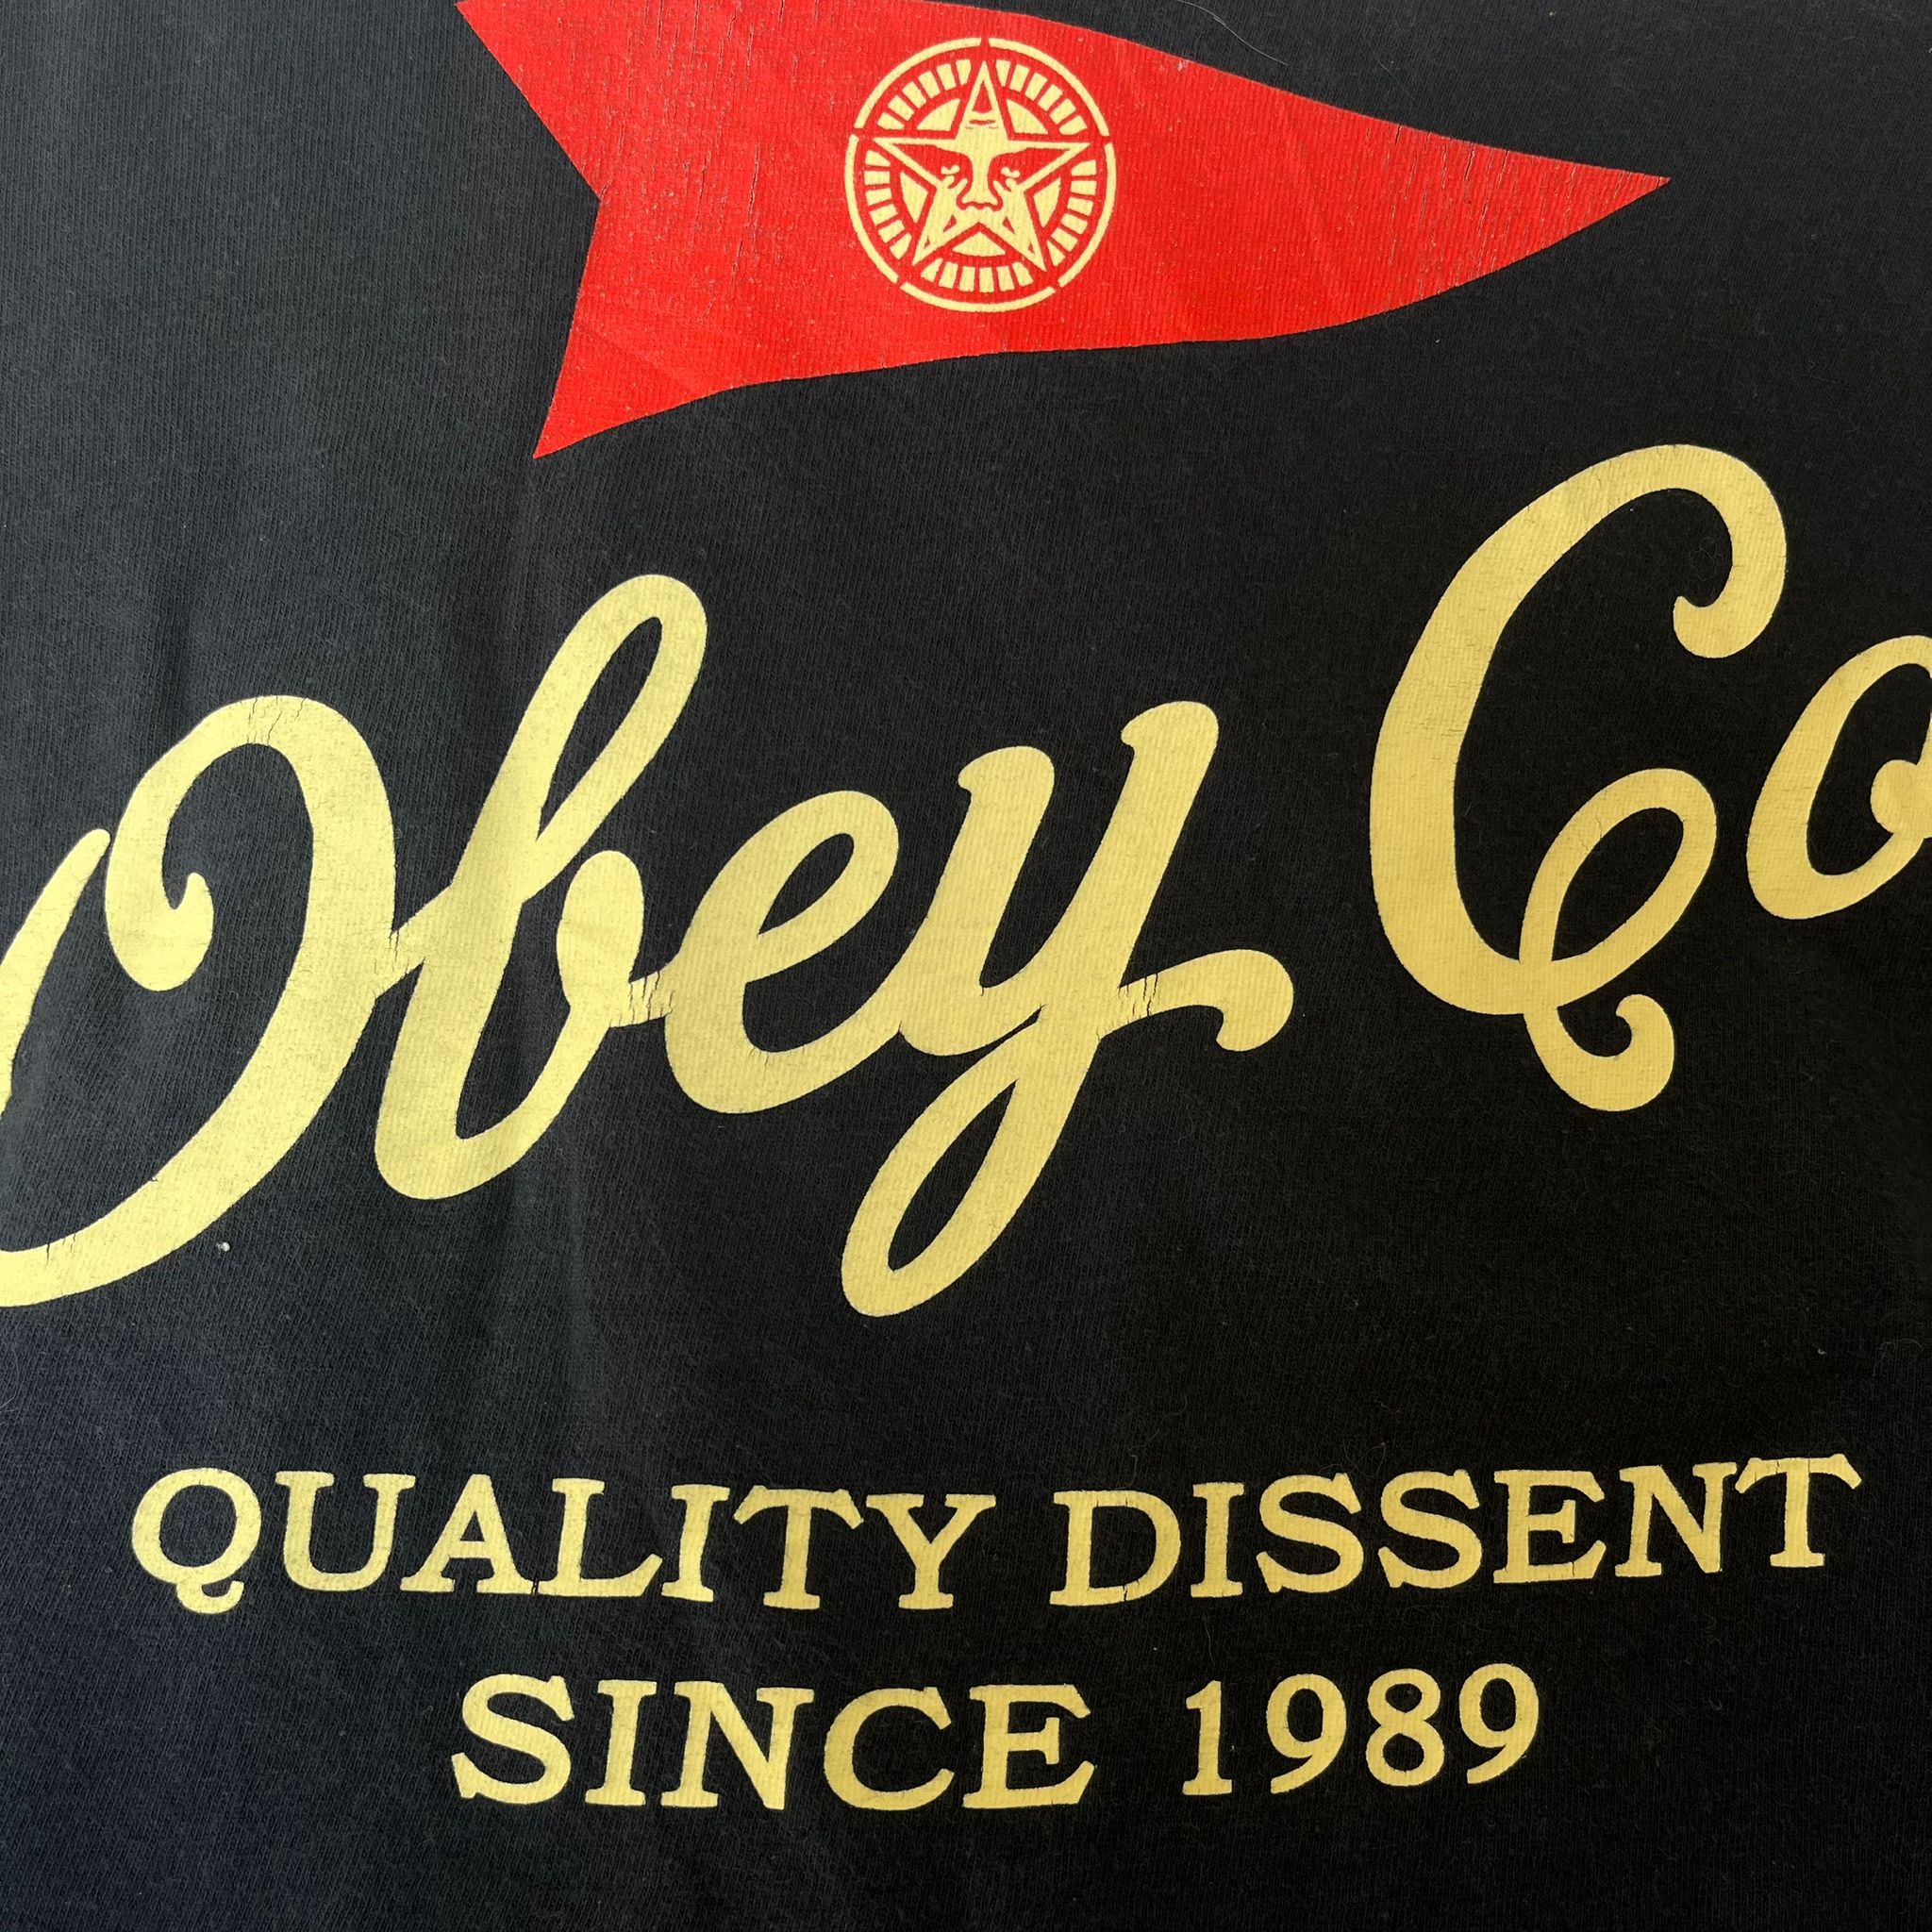 Obey Co
QUALITY DISSENT
SINCE 1989